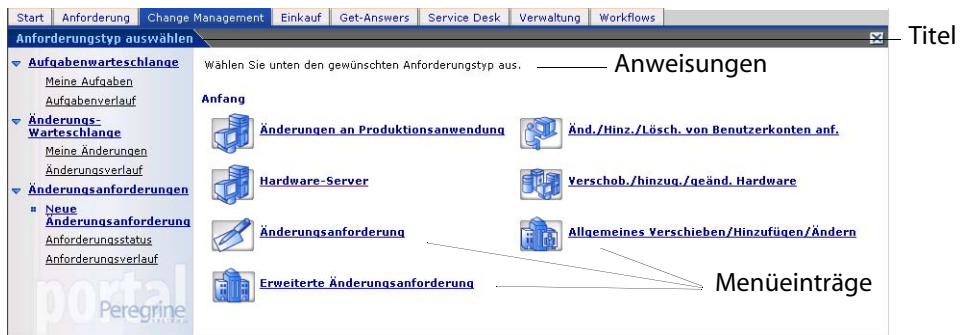 Start Anforderung Change Management Einkauf Get-Answers Service Desk Verwaltung Workflows
Anforderungstyp auswählen
Titel
Aufgabenwarteschlange
Meine Aufgaben
Aufgabenverlauf
Änderungs-
Warteschlange
Meine Änderungen
Änderungsverlauf
Änderungsanforderungen
Neue
Änderungsanforderung
Anforderungsstatus
Anforderungsverlauf
portal
Peregrine
Wählen Sie unten den gewünschten Anforderungstyp aus.
Anweisungen
Anfang
Änderungen an Produktionsanwendung
Änd./Hinz./Lösch. von Benutzerkonten anf.
Hardware-Server
Verschob./hinzug./geänd. Hardware
Änderungsanforderung
Allgemeines Verschieben/Hinzufügen/Ändern
Erweiterte Änderungsanforderung
Menüeinträge